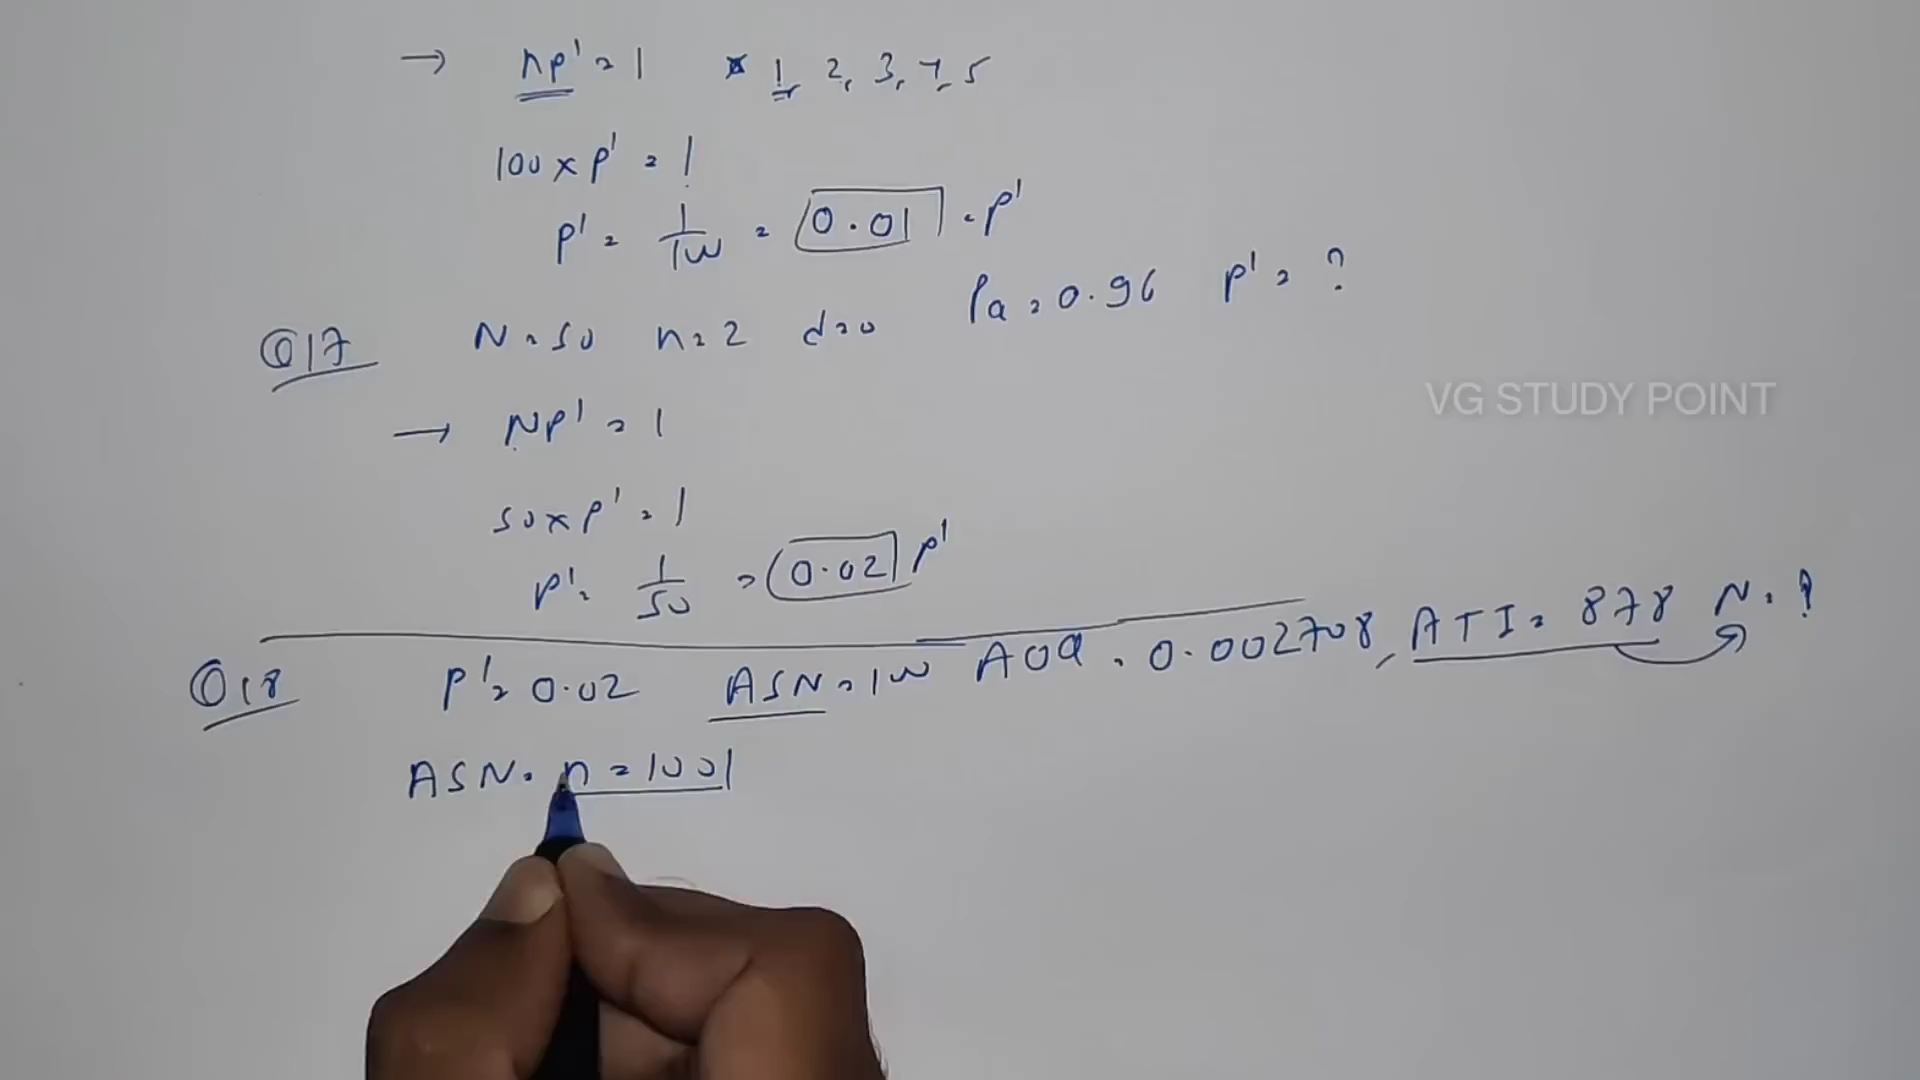 → np' = 1 * 1, 2, 3, 4, 5
100 x p' = 1
p' = 1/100 = 0.01 = p'
Q17 N = 50 n = 2 d = 0 Pa = 0.96 p' = ?
→ Np' = 1
50 x p' = 1
p' = 1/50 = 0.02 p'
Q18 p' = 0.02 ASN = 100 AOQ = 0.002708, ATI = 878 N = ?
ASN = n = 100
VG STUDY POINT